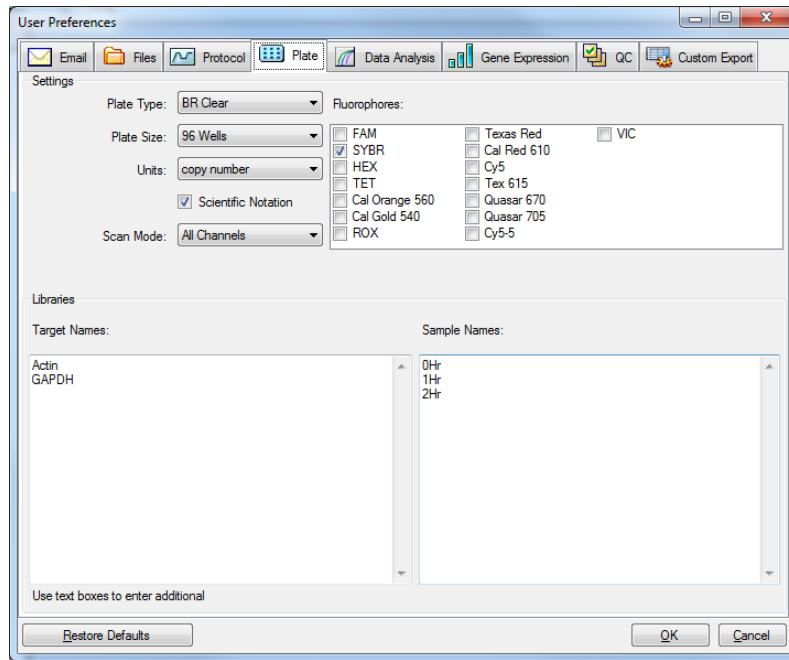 User Preferences
Email Files Protocol Plate Data Analysis Gene Expression QC Custom Export
Settings
Plate Type: BR Clear Fluorophores:
Plate Size: 96 Wells FAM Texas Red VIC
SYBR Cal Red 610
Units: copy number HEX Cy5
TET Tex 615
Scientific Notation Cal Orange 560 Quasar 670
Cal Gold 540 Quasar 705
Scan Mode: All Channels ROX Cy5-5
Libraries
Target Names: Sample Names:
Actin 0Hr
GAPDH 1Hr
2Hr
Use text boxes to enter additional
Restore Defaults OK Cancel